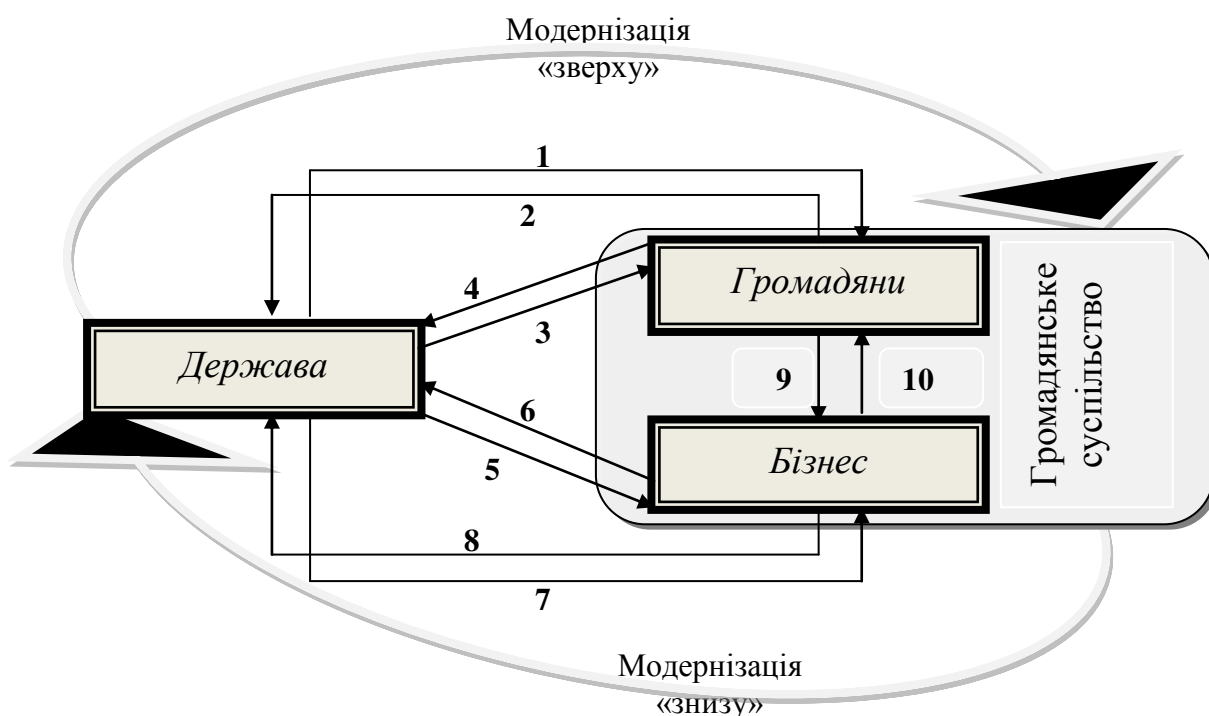 Модернізація
«зверху»
1
2
4
3
Громадяни
Громадянське
суспільство
Держава
9
10
6
5
Бізнес
8
7
Модернізація
«знизу»